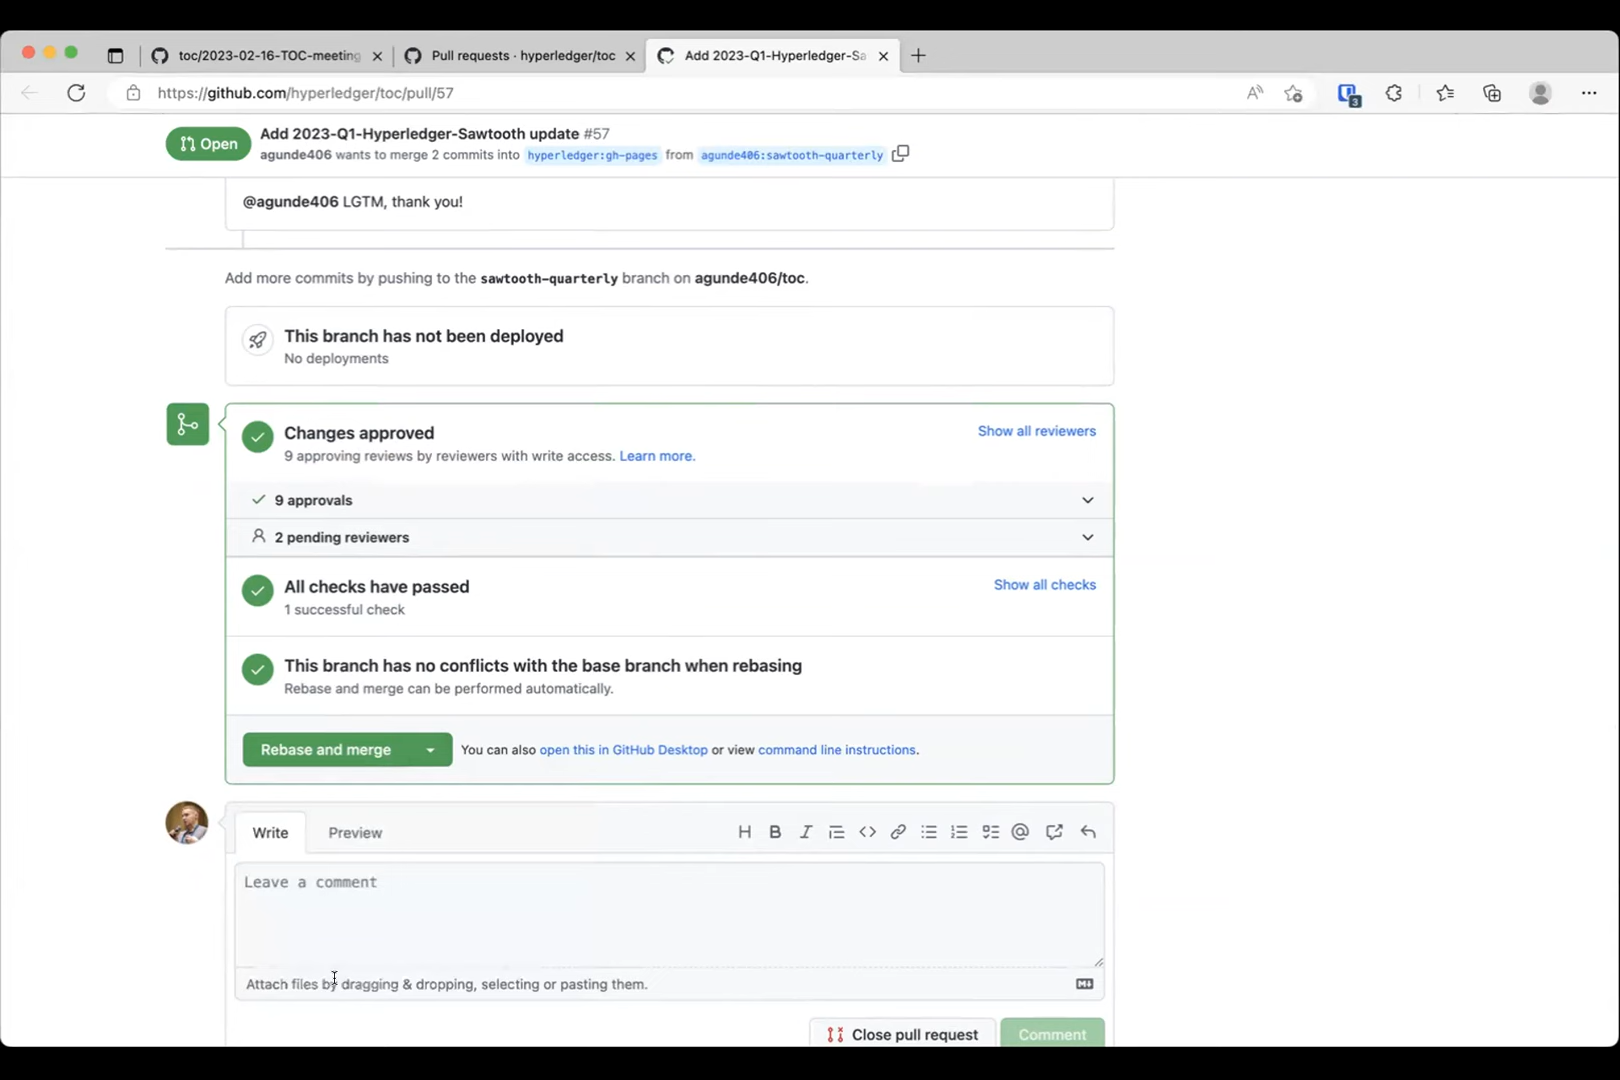 toc/2023-02-16-TOC-meeting
Pull requests · hyperledger/toc
Add 2023-Q1-Hyperledger-Sa
https://github.com/hyperledger/toc/pull/57
3
Open
Add 2023-Q1-Hyperledger-Sawtooth update #57
agunde406 wants to merge 2 commits into hyperledger:gh-pages from agunde406:sawtooth-quarterly
@agunde406 LGTM, thank you!
Add more commits by pushing to the sawtooth-quarterly branch on agunde406/toc.
This branch has not been deployed
No deployments
Changes approved
Show all reviewers
9 approving reviews by reviewers with write access. Learn more.
9 approvals
2 pending reviewers
All checks have passed
Show all checks
1 successful check
This branch has no conflicts with the base branch when rebasing
Rebase and merge can be performed automatically.
Rebase and merge
You can also open this in GitHub Desktop or view command line instructions.
Write
Preview
H B I
Leave a comment
Attach files by dragging & dropping, selecting or pasting them.
Close pull request
Comment